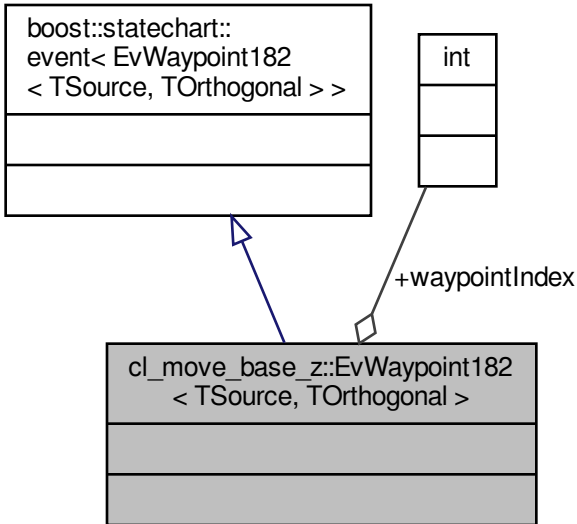 boost::statechart::
event< EvWaypoint182
< TSource, TOrthogonal > >
int
+waypointIndex
cl_move_base_z::EvWaypoint182
< TSource, TOrthogonal >